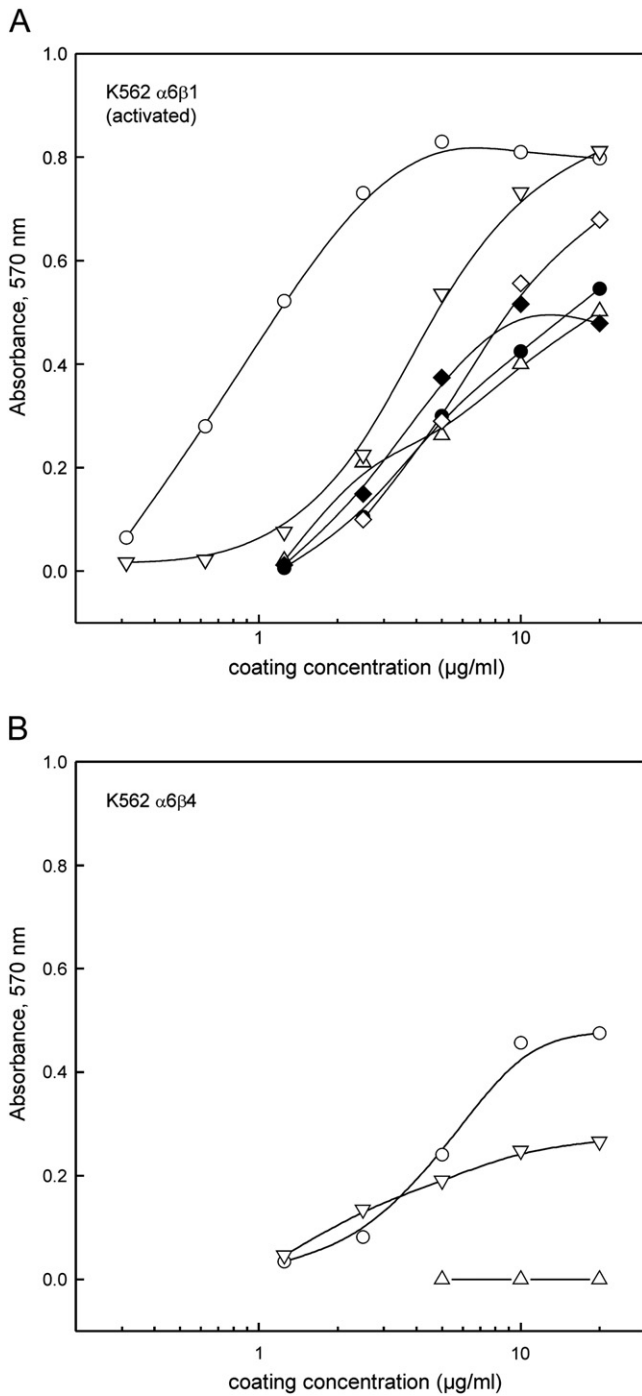 A
1.0
K562 α6β1
(activated)
0.8
0.6
0.4
0.2
0.0
Absorbance, 570 nm
1
10
coating concentration (µg/ml)
B
1.0
K562 α6β4
0.8
0.6
0.4
0.2
0.0
Absorbance, 570 nm
1
10
coating concentration (µg/ml)